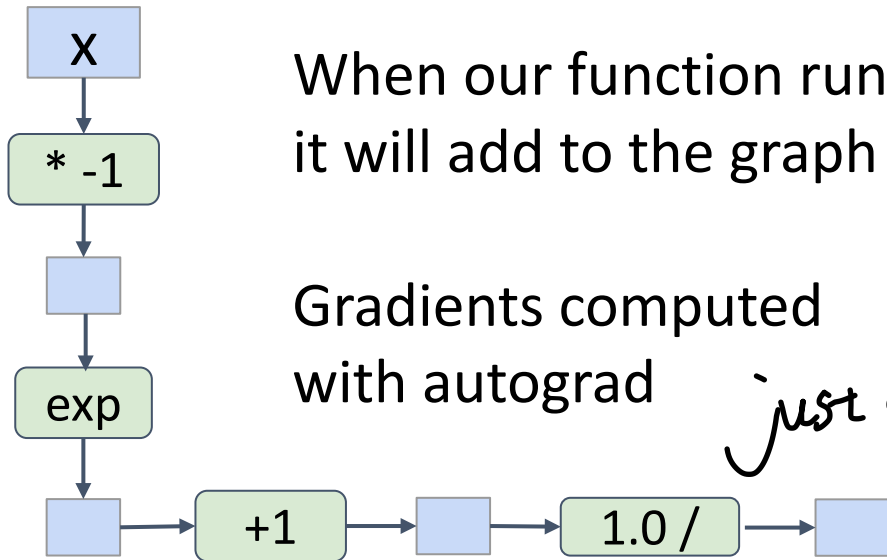 x
When our function run
it will add to the graph
* -1
Gradients computed
with autograd
exp
just
+1
1.0 /